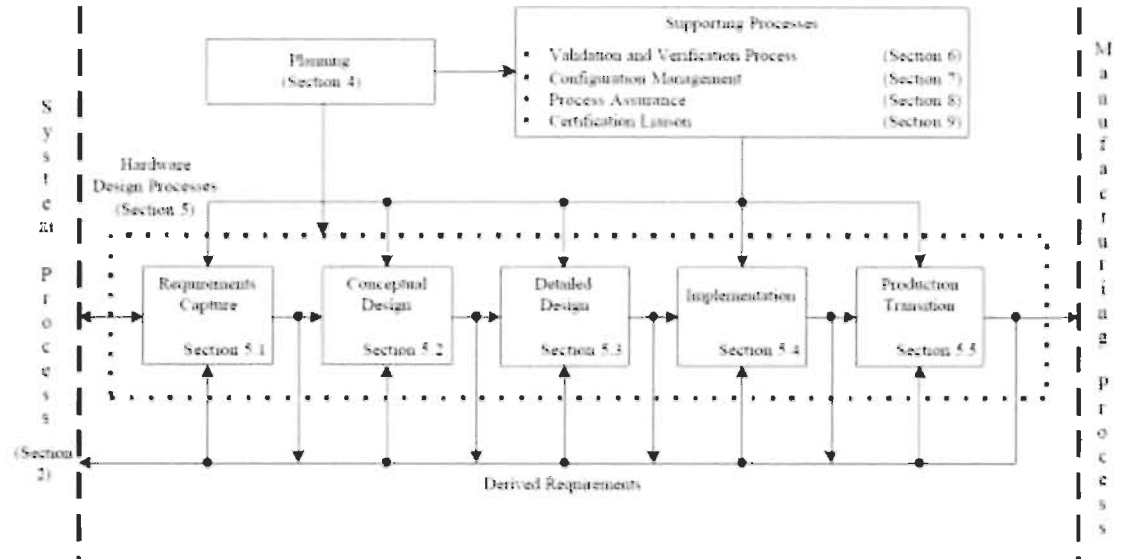 Supporting Processes
• Validation and Verification Process (Section 6)
• Configuration Management (Section 7)
• Process Assurance (Section 8)
• Certification Liaison (Section 9)
Planning
(Section 4)
System Process
(Section
2)
Hardware
Design Processes
(Section 5)
Requirements
Capture
Section 5.1
Conceptual
Design
Section 5.2
Detailed
Design
Section 5.3
Implementation
Section 5.4
Production
Transition
Section 5.5
Derived Requirements
Manufacturing Process